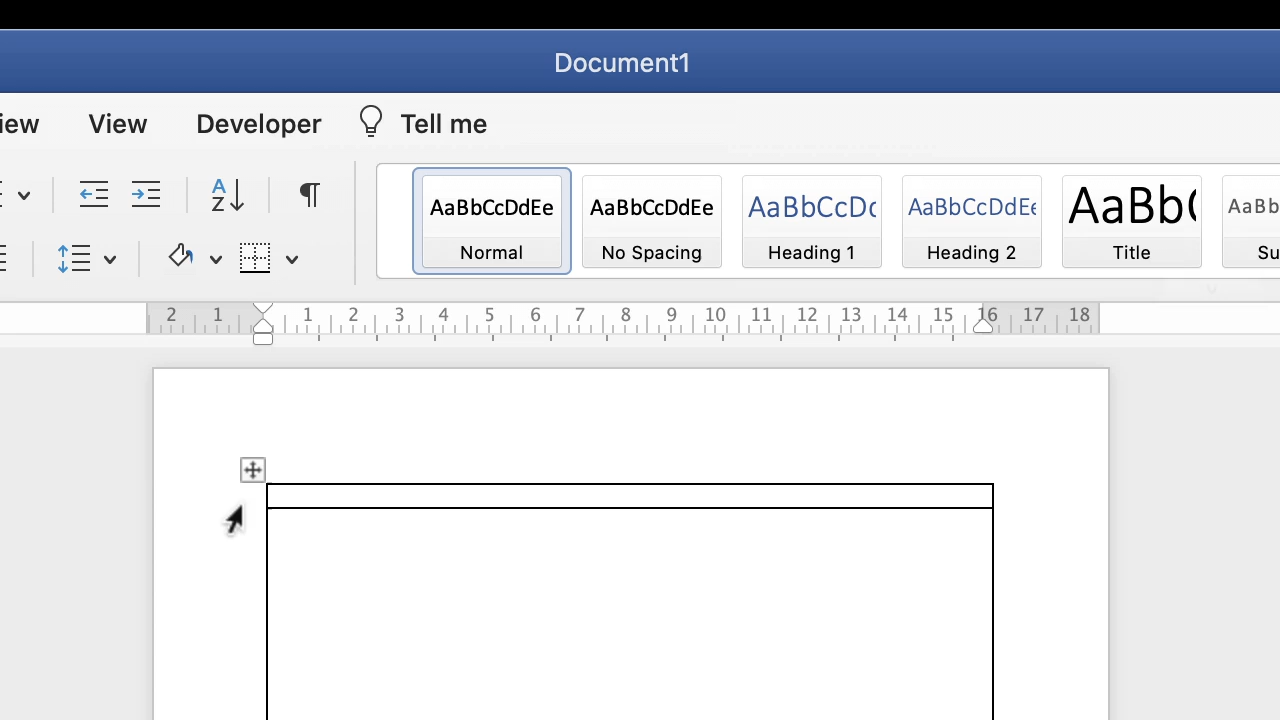 Document1
iew View Developer Tell me
A
Z
¶
AaBbCcDdEe AaBbCcDdEe AaBbCcDc AaBbCcDdEe AaBb( AaBb
Normal No Spacing Heading 1 Heading 2 Title Su
2 1 1 2 3 4 5 6 7 8 9 10 11 12 13 14 15 16 17 18